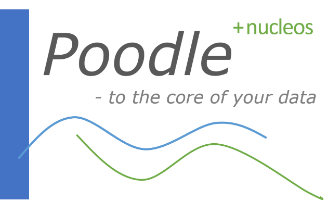 +nucleos
Poodle
- to the core of your data